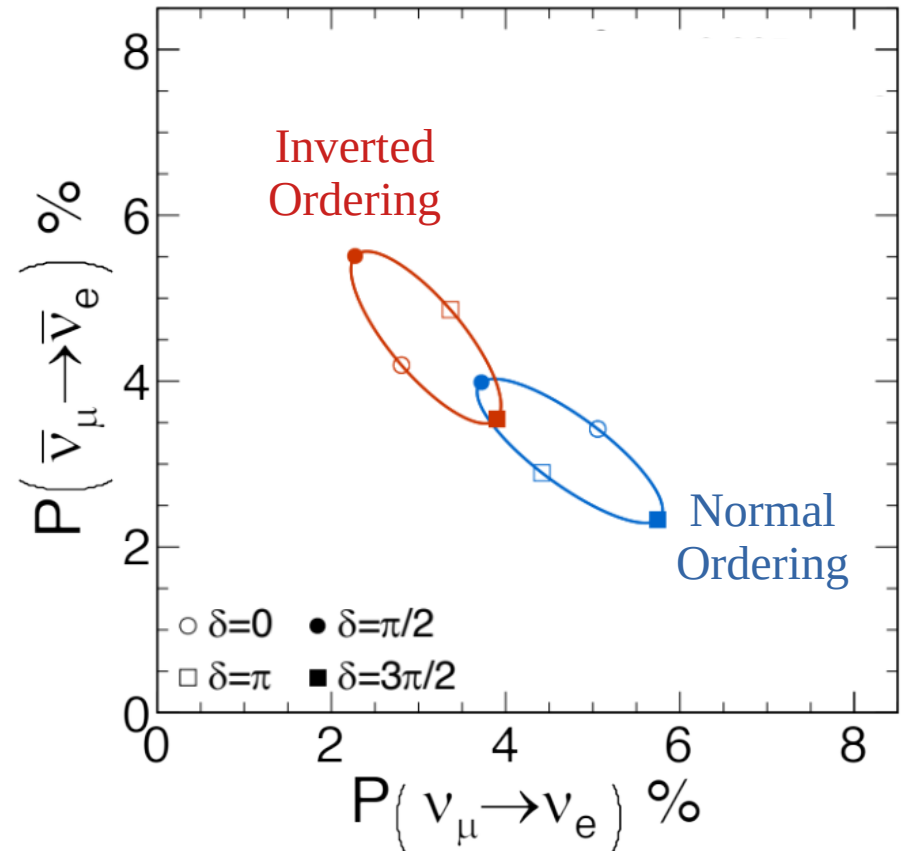 8
6
4
2
0
P(ν̅μ→ν̅e) %
Inverted
Ordering
Normal
Ordering
○ δ=0 ● δ=π/2
□ δ=π ■ δ=3π/2
0 2 4 6 8
P(νμ→νe) %